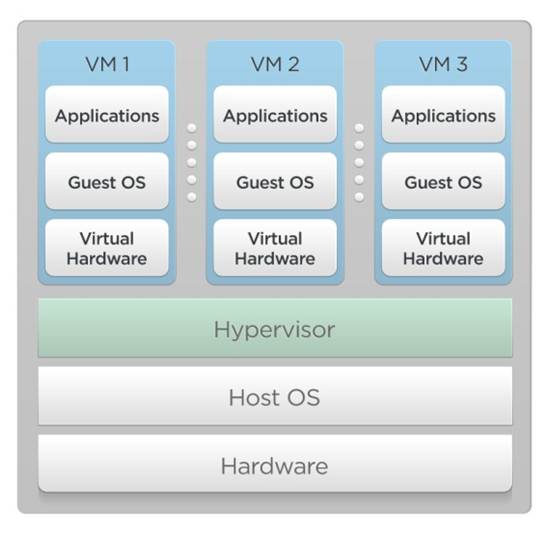 VM 1
VM 2
VM 3
Applications
Applications
Applications
Guest OS
Guest OS
Guest OS
Virtual
Hardware
Virtual
Hardware
Virtual
Hardware
Hypervisor
Host OS
Hardware